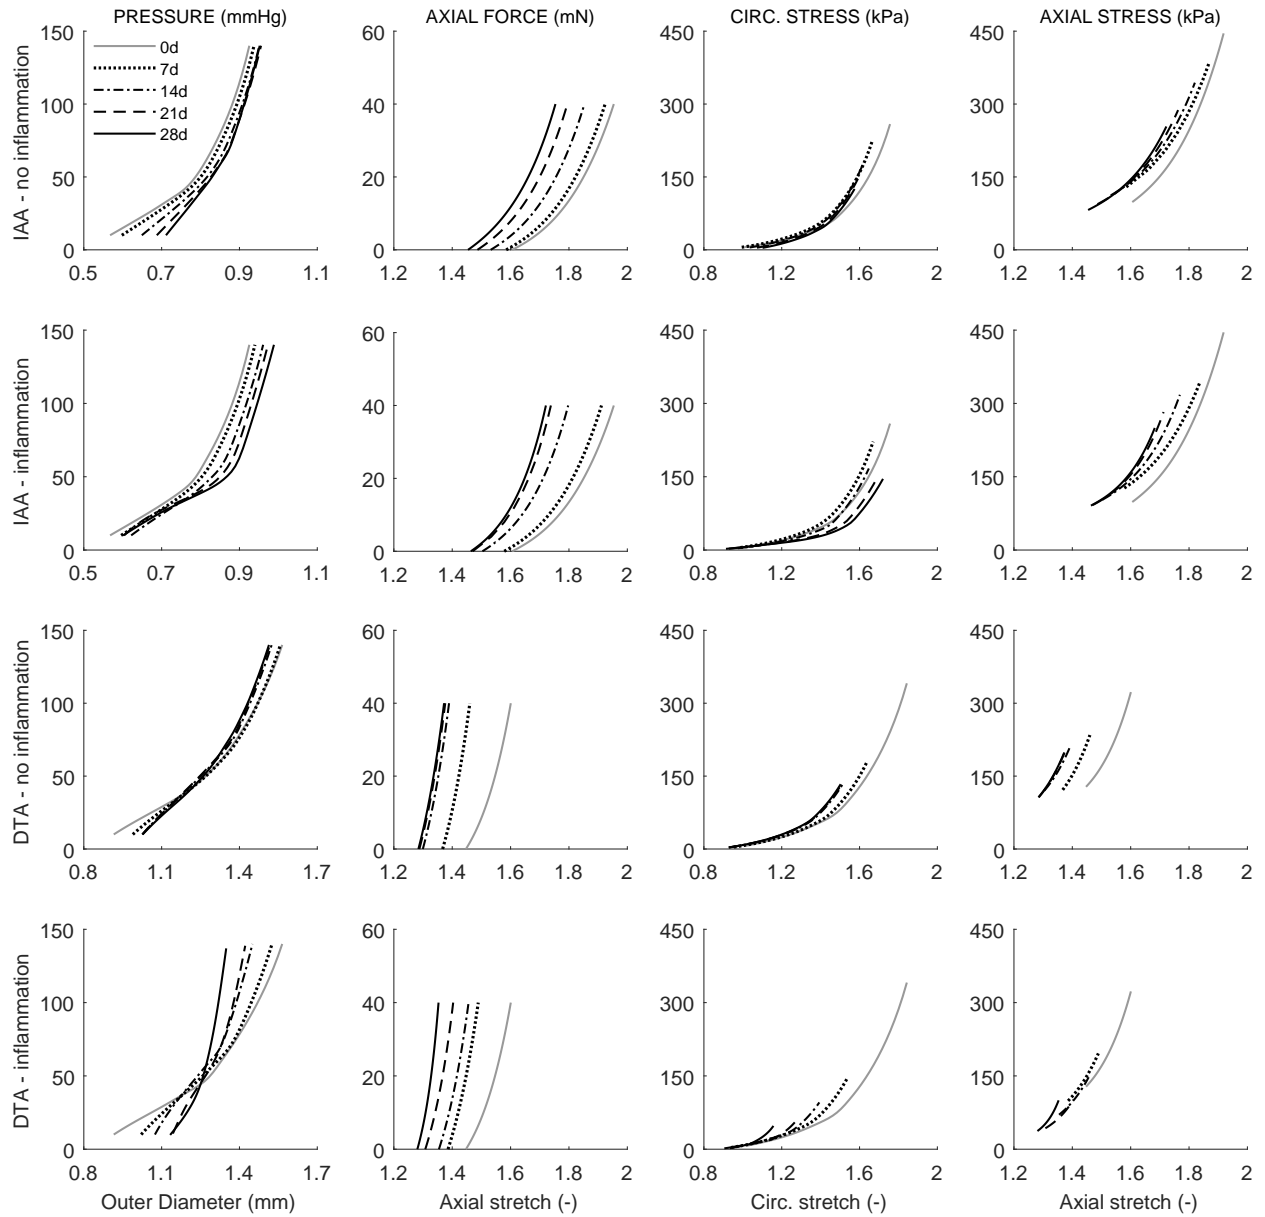 PRESSURE (mmHg) AXIAL FORCE (mN) CIRC. STRESS (kPa) AXIAL STRESS (kPa)
IAA - no inflammation
150
100
50
0
0.5 0.7 0.9 1.1
0d
7d
14d
21d
28d
60
40
20
0
1.2 1.4 1.6 1.8 2
450
300
150
0
0.8 1.2 1.6 2
450
300
150
0
1.2 1.4 1.6 1.8 2
IAA - inflammation
150
100
50
0
0.5 0.7 0.9 1.1
60
40
20
0
1.2 1.4 1.6 1.8 2
450
300
150
0
0.8 1.2 1.6 2
450
300
150
0
1.2 1.4 1.6 1.8 2
DTA - no inflammation
150
100
50
0
0.8 1.1 1.4 1.7
60
40
20
0
1.2 1.4 1.6 1.8 2
450
300
150
0
0.8 1.2 1.6 2
450
300
150
0
1.2 1.4 1.6 1.8 2
DTA - inflammation
150
100
50
0
0.8 1.1 1.4 1.7
Outer Diameter (mm)
60
40
20
0
1.2 1.4 1.6 1.8 2
Axial stretch (-)
450
300
150
0
0.8 1.2 1.6 2
Circ. stretch (-)
450
300
150
0
1.2 1.4 1.6 1.8 2
Axial stretch (-)